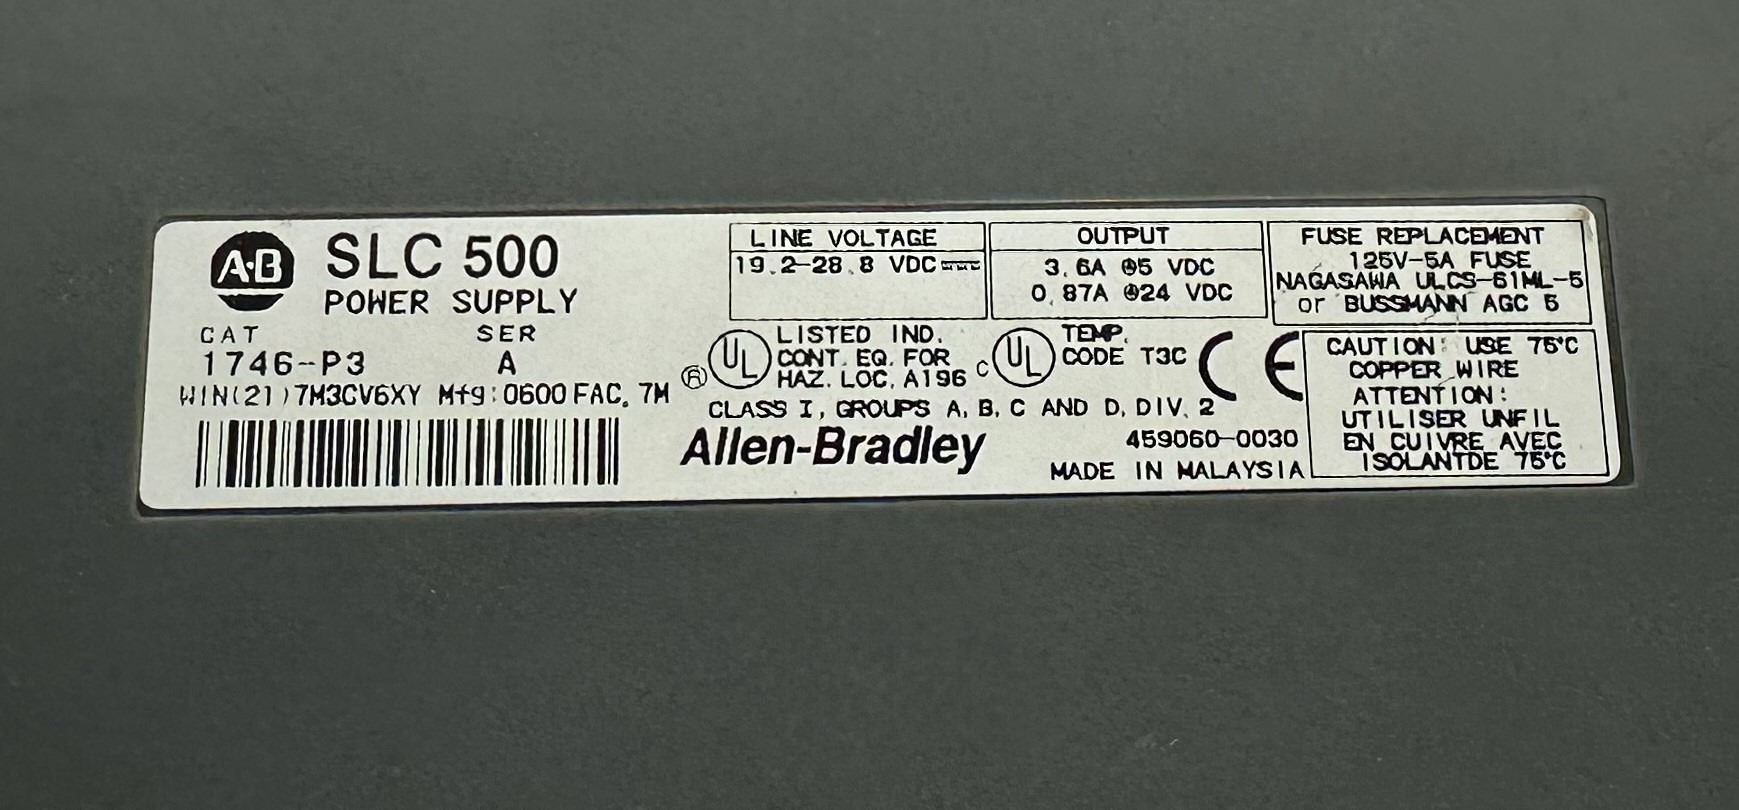 A·B
SLC 500
POWER SUPPLY
CAT SER
1746-P3 A
WIN(21)7M3CV6XY Mfg:0600 FAC. 7M
LINE VOLTAGE
19.2-28.8 VDC
OUTPUT
3.6A @5 VDC
0.87A @24 VDC
FUSE REPLACEMENT
125V-5A FUSE
NAGASAWA ULCS-61ML-5
or BUSSMANN AGC 5
UL
LISTED IND.
CONT. EQ. FOR
HAZ. LOC. A196
C UL
TEMP.
CODE T3C
CE
CLASS I, GROUPS A, B, C AND D, DIV. 2
Allen-Bradley
459060-0030
MADE IN MALAYSIA
CAUTION: USE 75°C
COPPER WIRE
ATTENTION:
UTILISER UNFIL
EN CUIVRE AVEC
ISOLANTDE 75°C